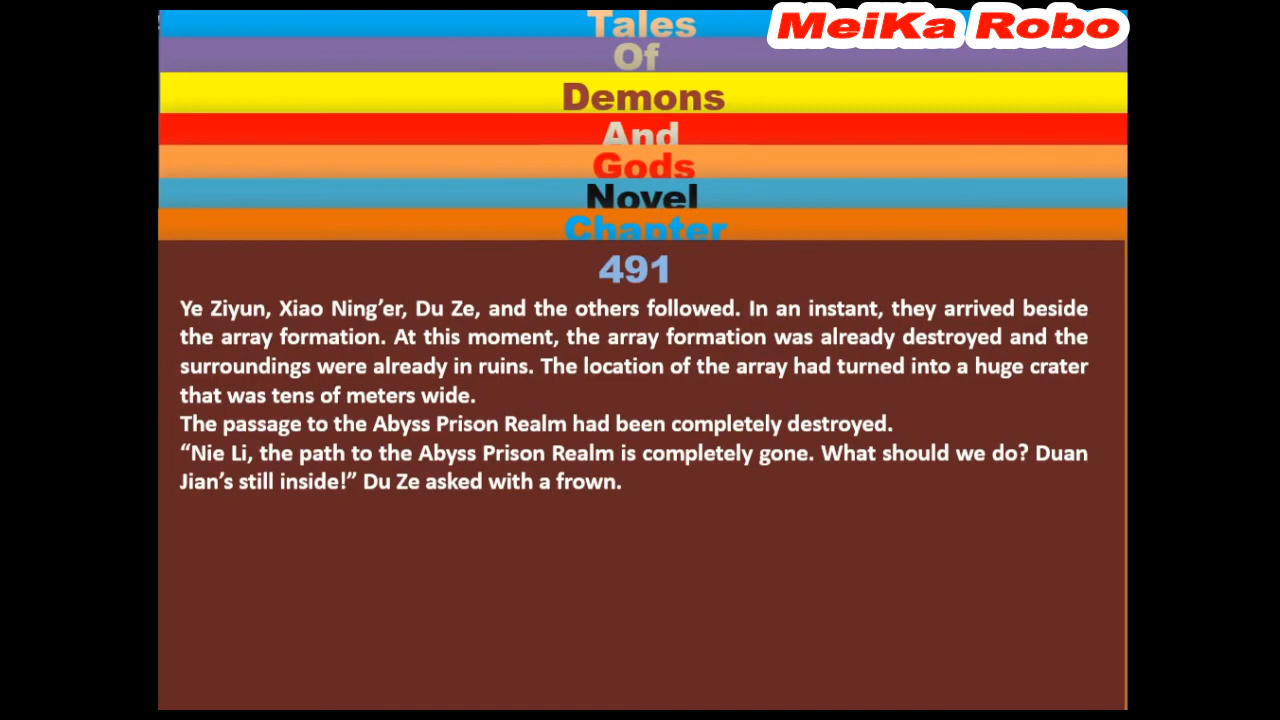 MeiKa Robo
Tales
Of
Demons
And
Gods
Novel
Chapter
491
Ye Ziyun, Xiao Ning’er, Du Ze, and the others followed. In an instant, they arrived beside
the array formation. At this moment, the array formation was already destroyed and the
surroundings were already in ruins. The location of the array had turned into a huge crater
that was tens of meters wide.
The passage to the Abyss Prison Realm had been completely destroyed.
“Nie Li, the path to the Abyss Prison Realm is completely gone. What should we do? Duan
Jian’s still inside!” Du Ze asked with a frown.